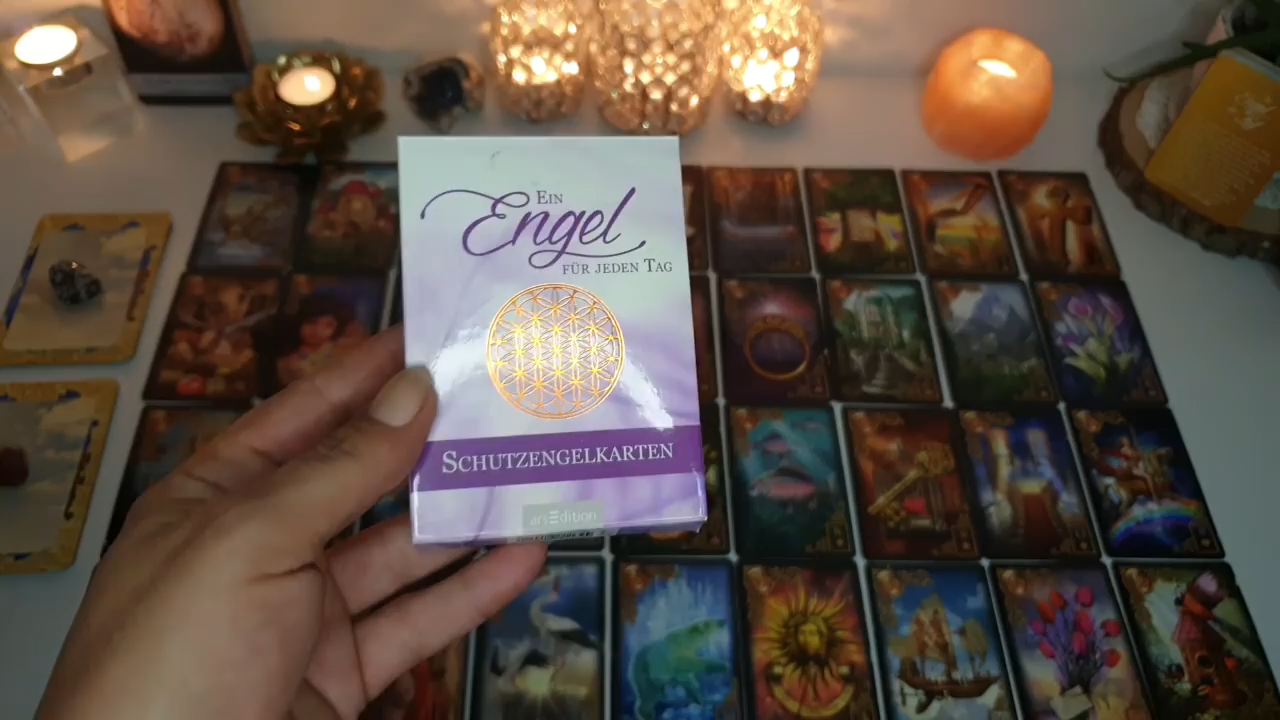 Ein
Engel
für jeden Tag
Schutzengelkarten
arsEdition